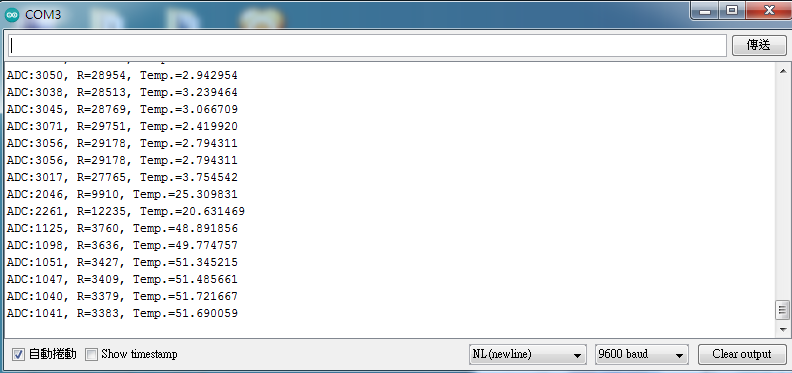 COM3
傳送
ADC:3050, R=28954, Temp.=2.942954
ADC:3038, R=28513, Temp.=3.239464
ADC:3045, R=28769, Temp.=3.066709
ADC:3071, R=29751, Temp.=2.419920
ADC:3056, R=29178, Temp.=2.794311
ADC:3056, R=29178, Temp.=2.794311
ADC:3017, R=27765, Temp.=3.754542
ADC:2046, R=9910, Temp.=25.309831
ADC:2261, R=12235, Temp.=20.631469
ADC:1125, R=3760, Temp.=48.891856
ADC:1098, R=3636, Temp.=49.774757
ADC:1051, R=3427, Temp.=51.345215
ADC:1047, R=3409, Temp.=51.485661
ADC:1040, R=3379, Temp.=51.721667
ADC:1041, R=3383, Temp.=51.690059
自動捲動 Show timestamp NL(newline) 9600 baud Clear output